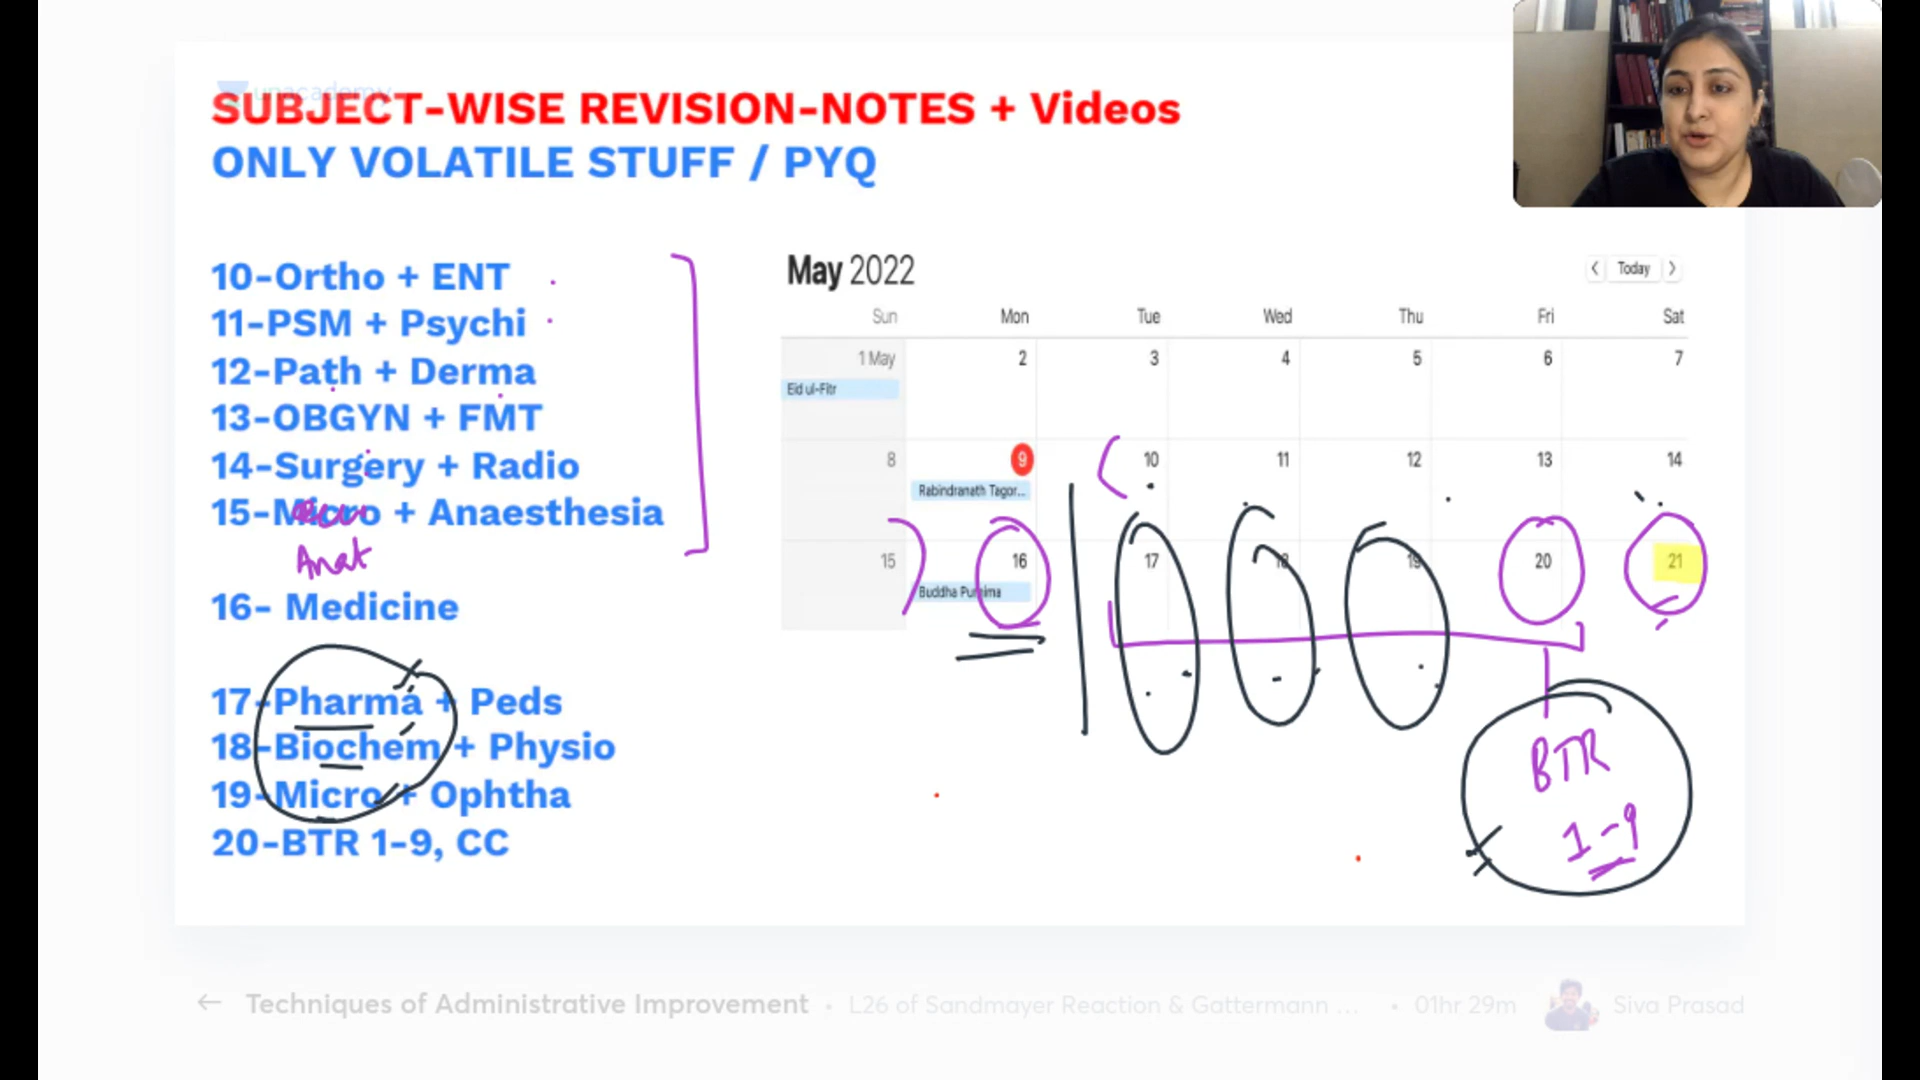 unacademy
SUBJECT-WISE REVISION-NOTES + Videos
ONLY VOLATILE STUFF / PYQ
10-Ortho + ENT
11-PSM + Psychi
12-Path + Derma
13-OBGYN + FMT
14-Surgery + Radio
15-Micro + Anaesthesia
Anat
16- Medicine
17-Pharma + Peds
18-Biochem + Physio
19-Micro + Ophtha
20-BTR 1-9, CC
May 2022
< Today >
Sun Mon Tue Wed Thu Fri Sat
1 May 2 3 4 5 6 7
Eid ul-Fitr
8 9 10 11 12 13 14
Rabindranath Tagor...
15 16 17 18 19 20 21
Buddha Purnima
BTR
1-9
← Techniques of Administrative Improvement • L26 of Sandmayer Reaction & Gattermann ... • 01hr 29m Siva Prasad